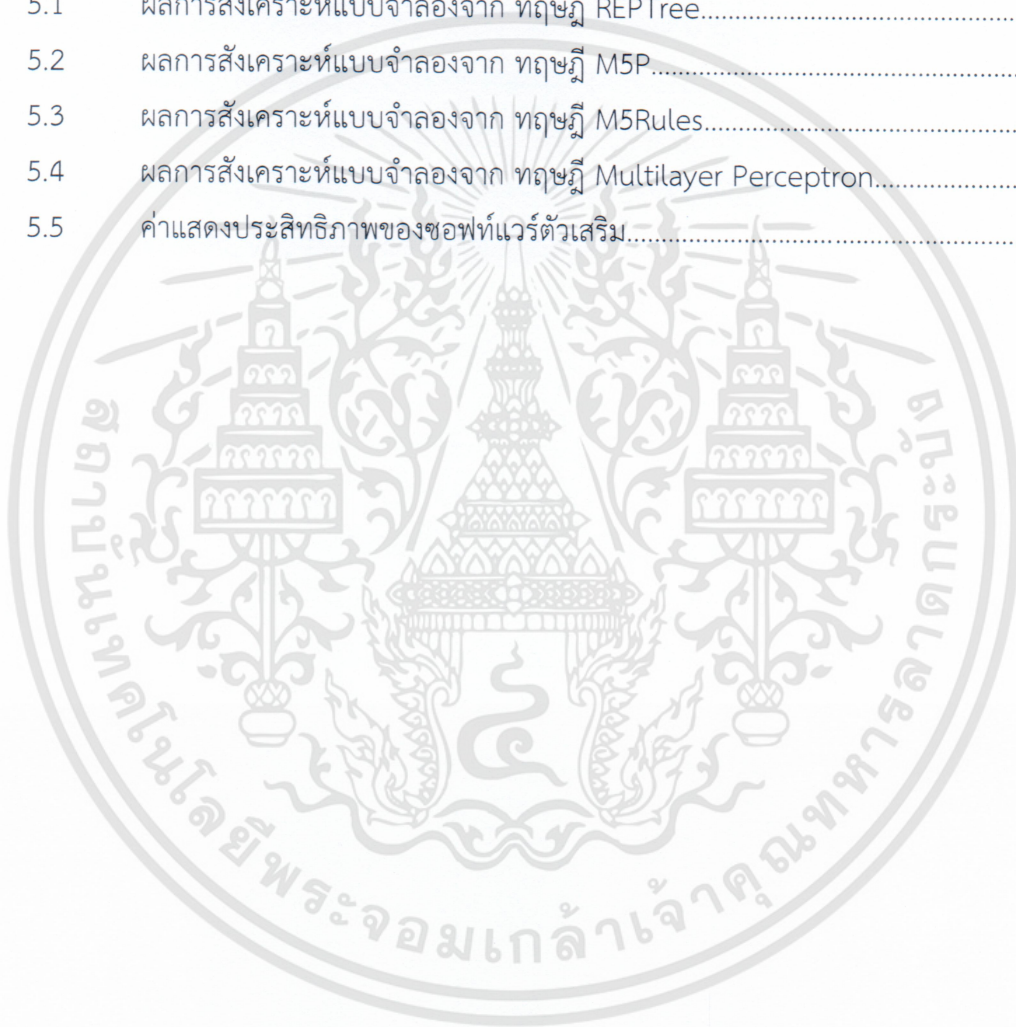 5.1 ผลการสังเคราะห์แบบจำลองจาก ทฤษฎี REPTree
5.2 ผลการสังเคราะห์แบบจำลองจาก ทฤษฎี M5P
5.3 ผลการสังเคราะห์แบบจำลองจาก ทฤษฎี M5Rules
5.4 ผลการสังเคราะห์แบบจำลองจาก ทฤษฎี Multilayer Perceptron
5.5 ค่าแสดงประสิทธิภาพของซอฟท์แวร์ตัวเสริม
สถาบันเทคโนโลยีพระจอมเกล้าเจ้าคุณทหารลาดกระบัง
๔